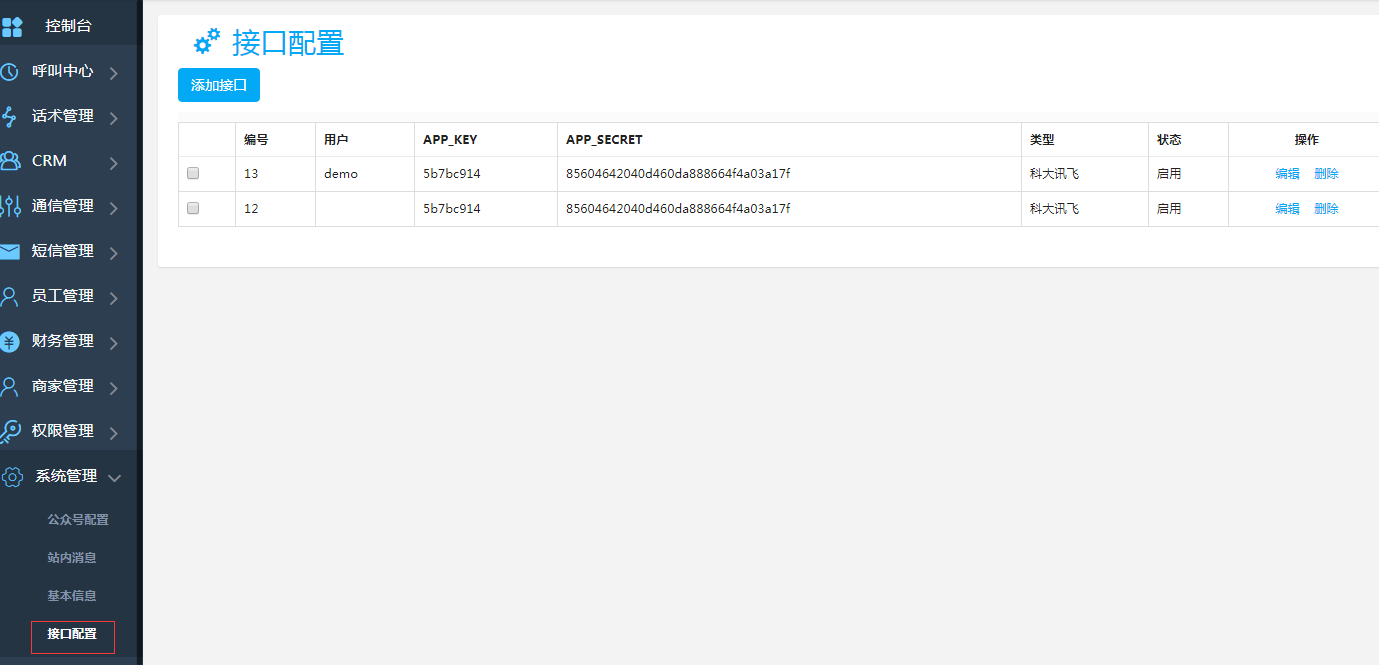 控制台
呼叫中心
话术管理
CRM
通信管理
短信管理
员工管理
财务管理
商家管理
权限管理
系统管理
公众号配置
站内消息
基本信息
接口配置
接口配置
添加接口
编号 用户 APP_KEY APP_SECRET 类型 状态 操作
13 demo 5b7bc914 85604642040d460da888664f4a03a17f 科大讯飞 启用 编辑 删除
12 5b7bc914 85604642040d460da888664f4a03a17f 科大讯飞 启用 编辑 删除